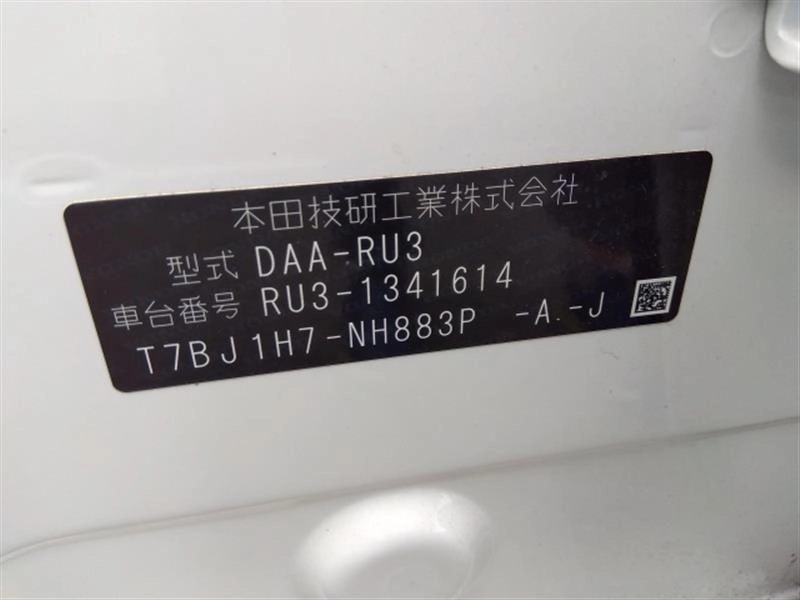 本田技研工業株式会社
型式 DAA-RU3
車台番号 RU3-1341614
T7BJ1H7-NH883P -A.-J